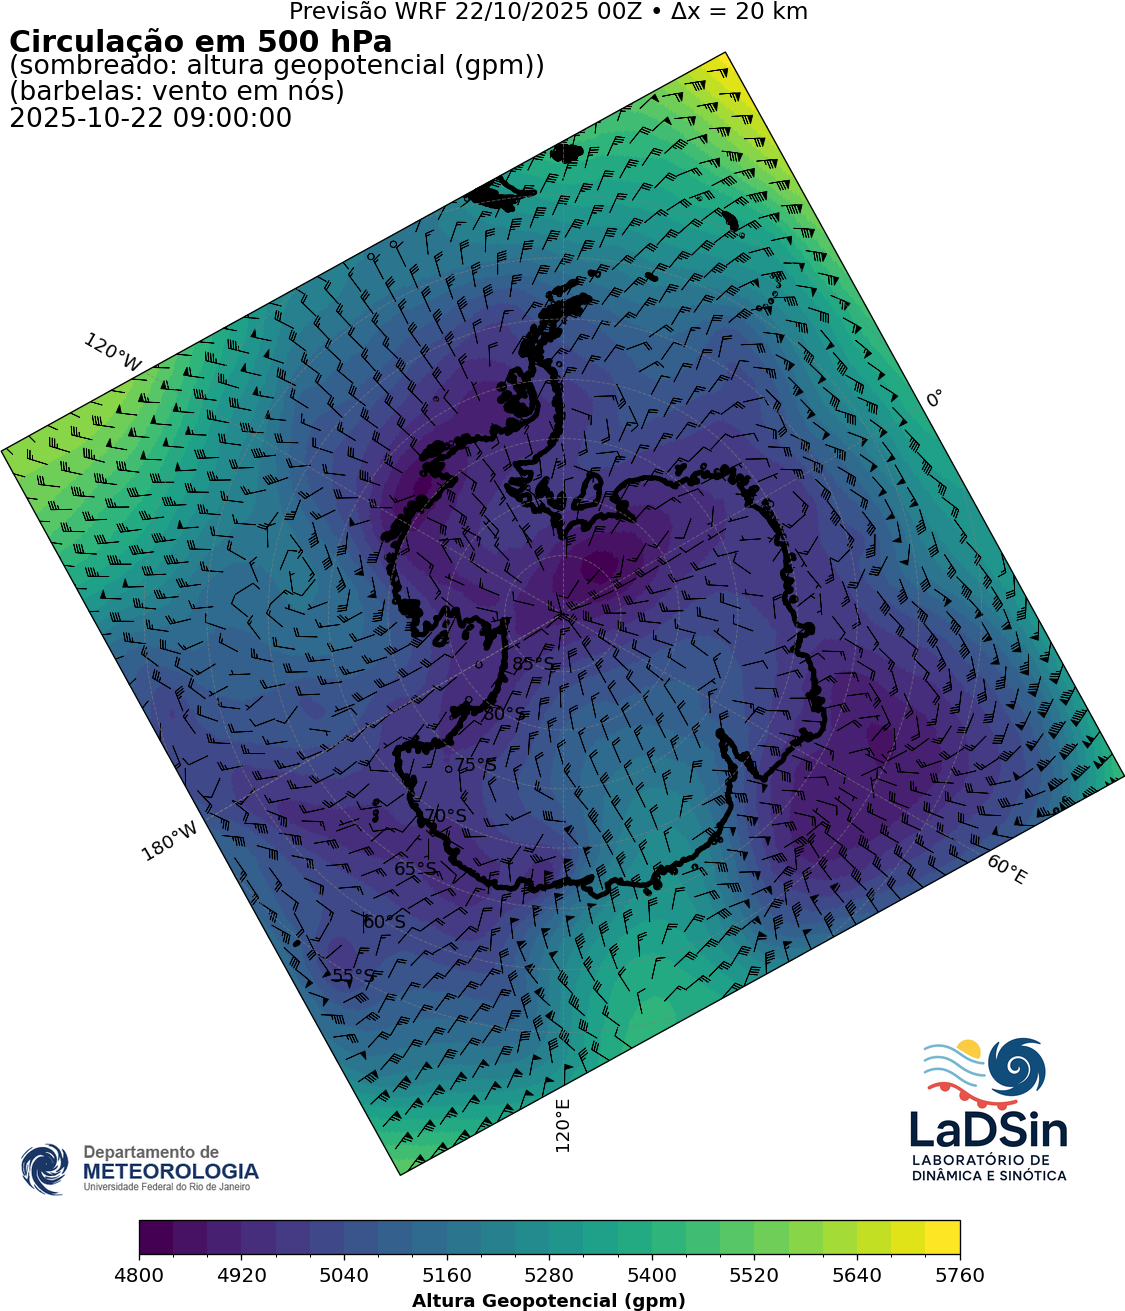 Previsão WRF 22/10/2025 00Z • Δx = 20 km
Circulação em 500 hPa
(sombreado: altura geopotencial (gpm))
(barbelas: vento em nós)
2025-10-22 09:00:00
120°W
0°
85°S
80°S
75°S
70°S
180°W
65°S
60°E
60°S
55°S
120°E
LaDSin
LABORATÓRIO DE
DINÂMICA E SINÓTICA
Departamento de
METEOROLOGIA
Universidade Federal do Rio de Janeiro
4800 4920 5040 5160 5280 5400 5520 5640 5760
Altura Geopotencial (gpm)